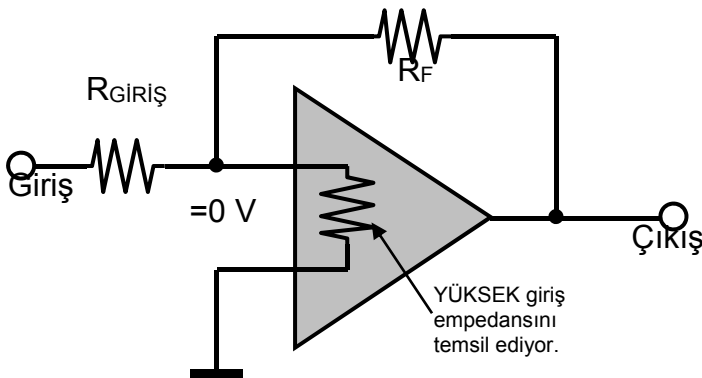 RF
RGİRİŞ
Giriş
=0 V
Çıkış
YÜKSEK giriş
empedansını
temsil ediyor.